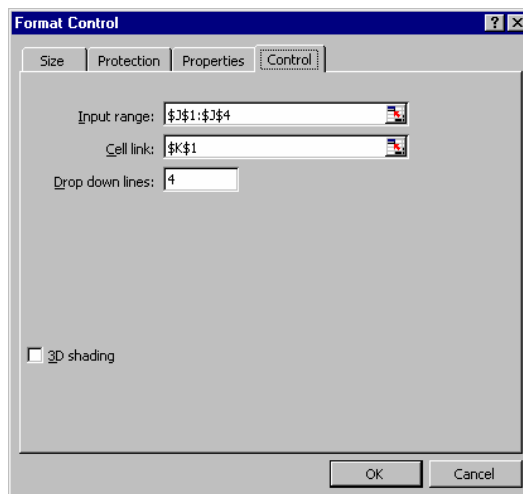 Format Control
Size Protection Properties Control
Input range: $J$1:$J$4
Cell link: $K$1
Drop down lines: 4
3D shading
OK Cancel